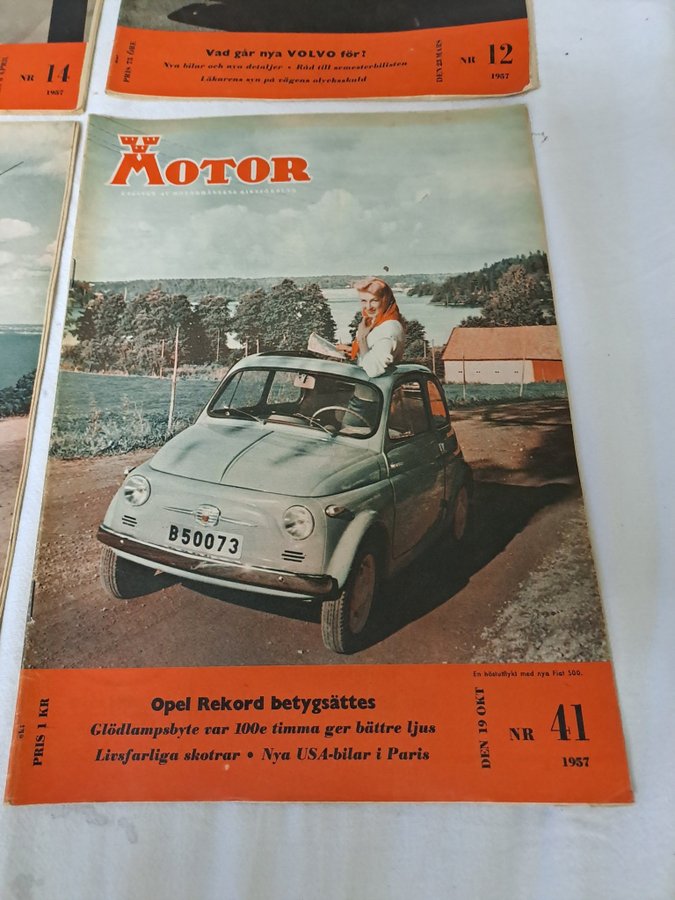 NR 14
1957
PRIS 75 ÖRE
Vad går nya VOLVO för?
Nya bilar och nya detaljer • Råd till semesterbilisten
Läkarens syn på vägens olycksskuld
DEN 23 MARS
NR 12
1957
MOTOR
B50073
En höstutflykt med nya Fiat 500.
PRIS 1 KR
Opel Rekord betygsättes
Glödlampsbyte var 100e timma ger bättre ljus
Livsfarliga skotrar • Nya USA-bilar i Paris
DEN 19 OKT
NR 41
1957